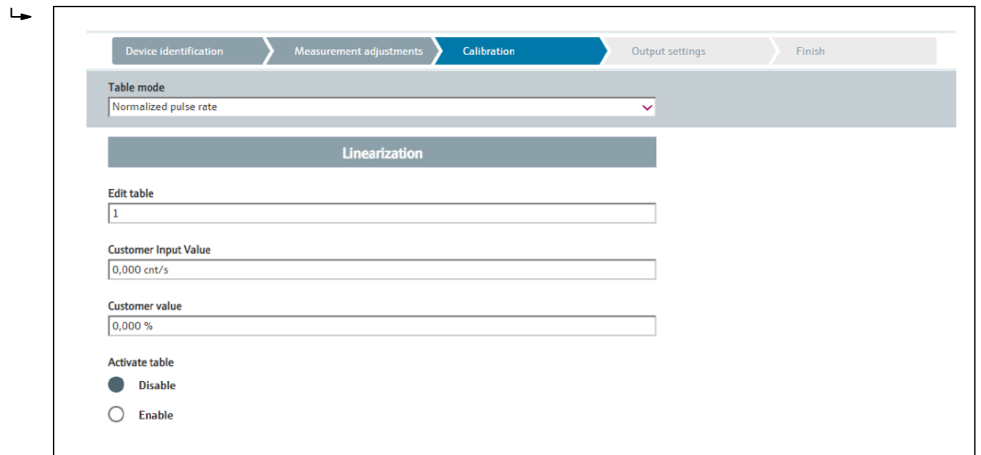 Device identification Measurement adjustments Calibration Output settings Finish
Table mode
Normalized pulse rate
Linearization
Edit table
1
Customer Input Value
0,000 cnt/s
Customer value
0,000 %
Activate table
Disable
Enable